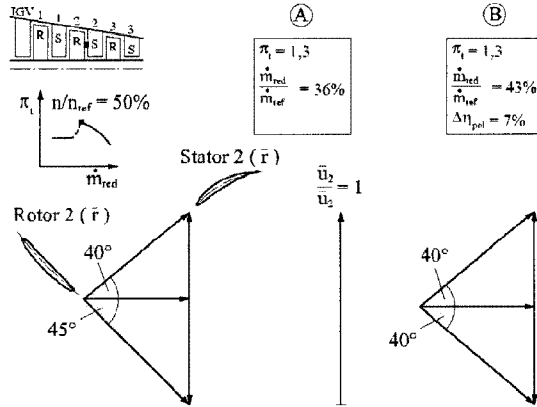 IGV 1 1 2 2 3 3
R S R S R S
A
B
π_t = 1,3
ṁ_red / ṁ_ref = 36%
π_t = 1,3
ṁ_red / ṁ_ref = 43%
Δη_pol = 7%
π_t
n/n_ref = 50%
ṁ_red
Stator 2 ( r̄ )
ū_2 / ū_2 = 1
Rotor 2 ( r̄ )
40°
45°
40°
40°